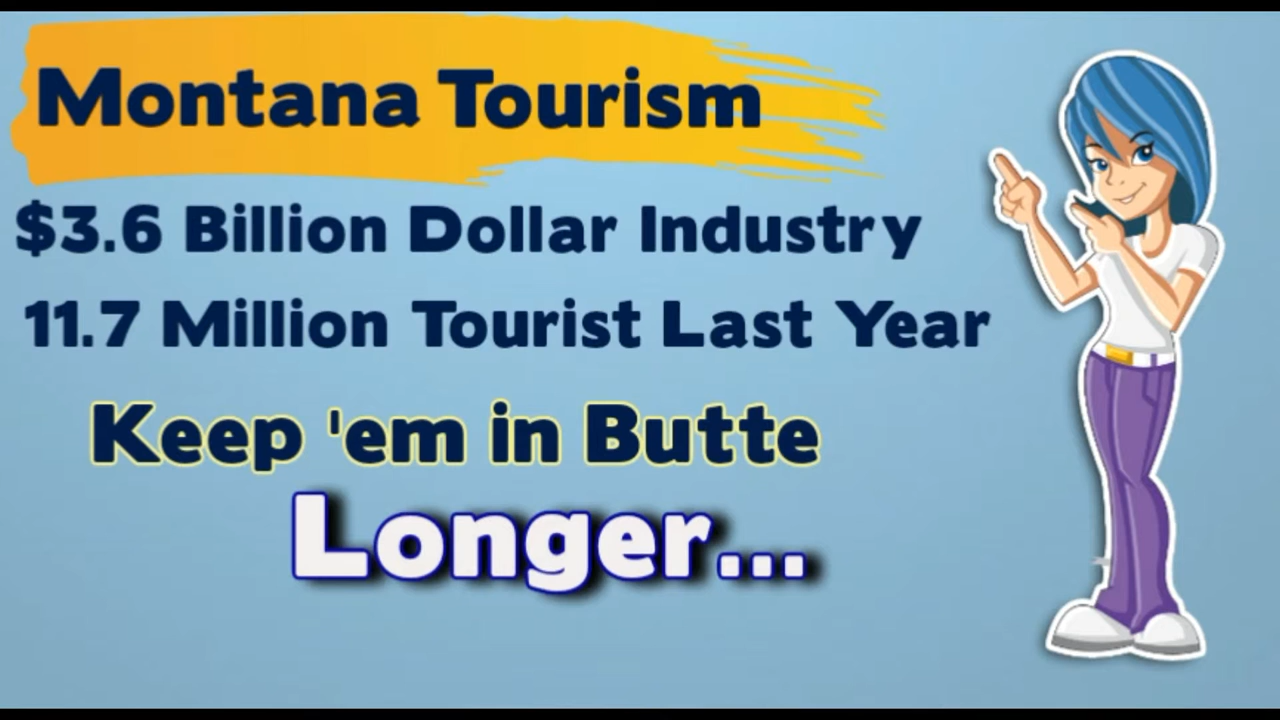 Montana Tourism
$3.6 Billion Dollar Industry
11.7 Million Tourist Last Year
Keep 'em in Butte
Longer...